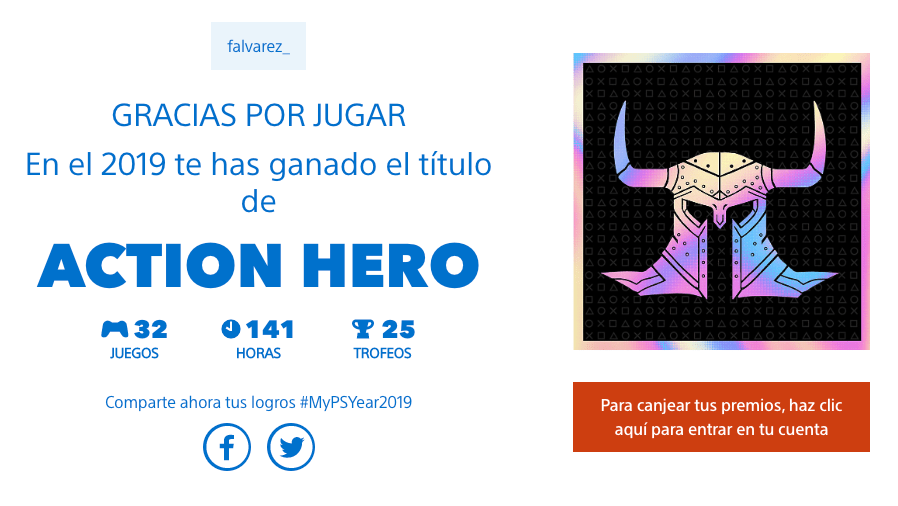 falvarez_
GRACIAS POR JUGAR
En el 2019 te has ganado el título
de
ACTION HERO
32
JUEGOS
141
HORAS
25
TROFEOS
Comparte ahora tus logros #MyPSYear2019
Para canjear tus premios, haz clic
aquí para entrar en tu cuenta